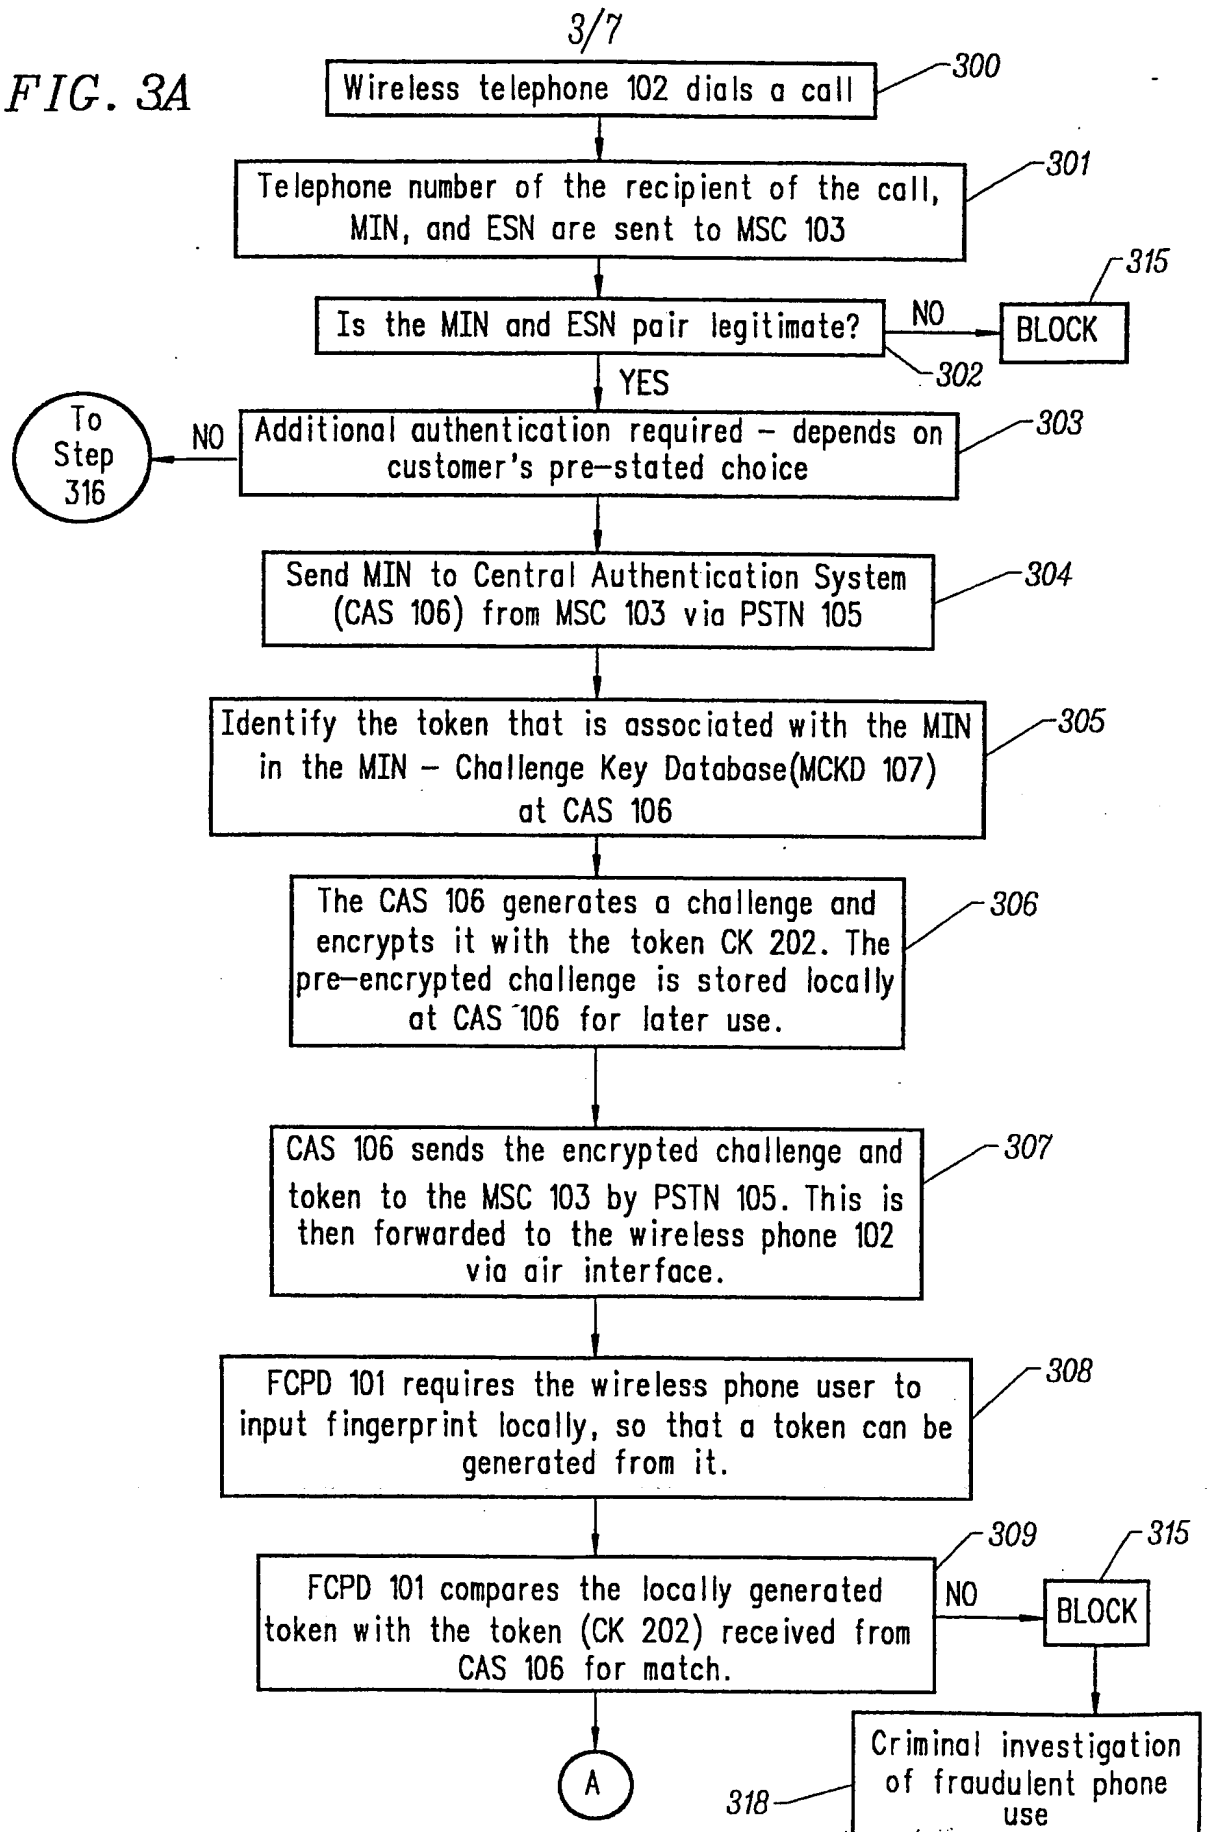 3/7
FIG. 3A
Wireless telephone 102 dials a call
300
Telephone number of the recipient of the call,
MIN, and ESN are sent to MSC 103
301
Is the MIN and ESN pair legitimate?
302
NO
BLOCK
315
YES
Additional authentication required – depends on
customer's pre-stated choice
303
NO
To
Step
316
Send MIN to Central Authentication System
(CAS 106) from MSC 103 via PSTN 105
304
Identify the token that is associated with the MIN
in the MIN – Challenge Key Database(MCKD 107)
at CAS 106
305
The CAS 106 generates a challenge and
encrypts it with the token CK 202. The
pre-encrypted challenge is stored locally
at CAS 106 for later use.
306
CAS 106 sends the encrypted challenge and
token to the MSC 103 by PSTN 105. This is
then forwarded to the wireless phone 102
via air interface.
307
FCPD 101 requires the wireless phone user to
input fingerprint locally, so that a token can be
generated from it.
308
FCPD 101 compares the locally generated
token with the token (CK 202) received from
CAS 106 for match.
309
NO
BLOCK
315
A
Criminal investigation
of fraudulent phone
use
318